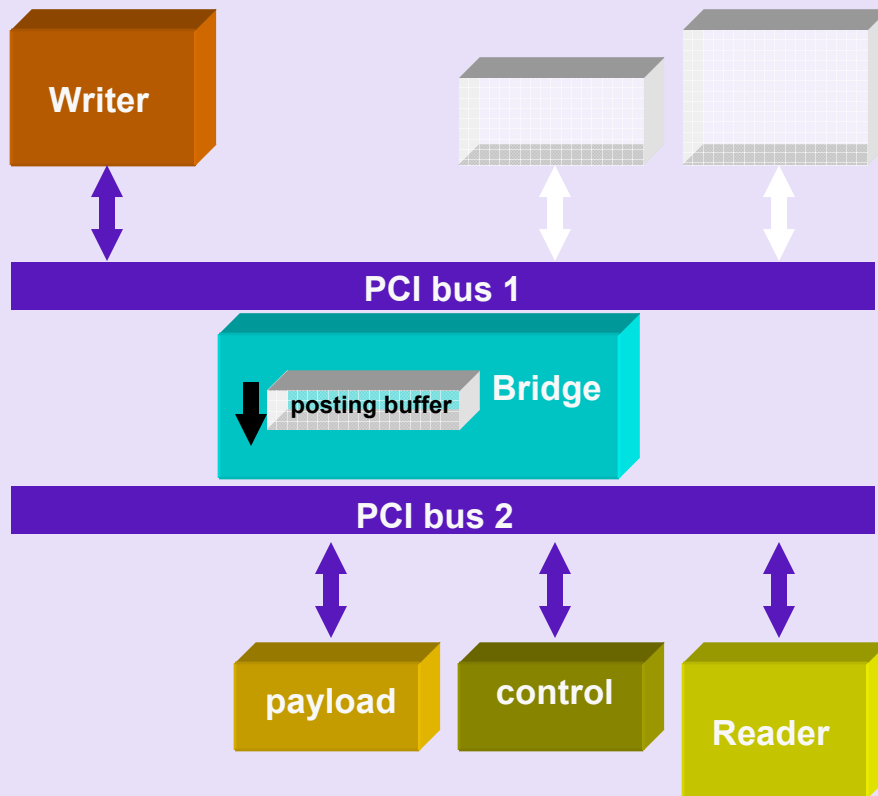 Writer
PCI bus 1
Bridge
posting buffer
PCI bus 2
payload
control
Reader